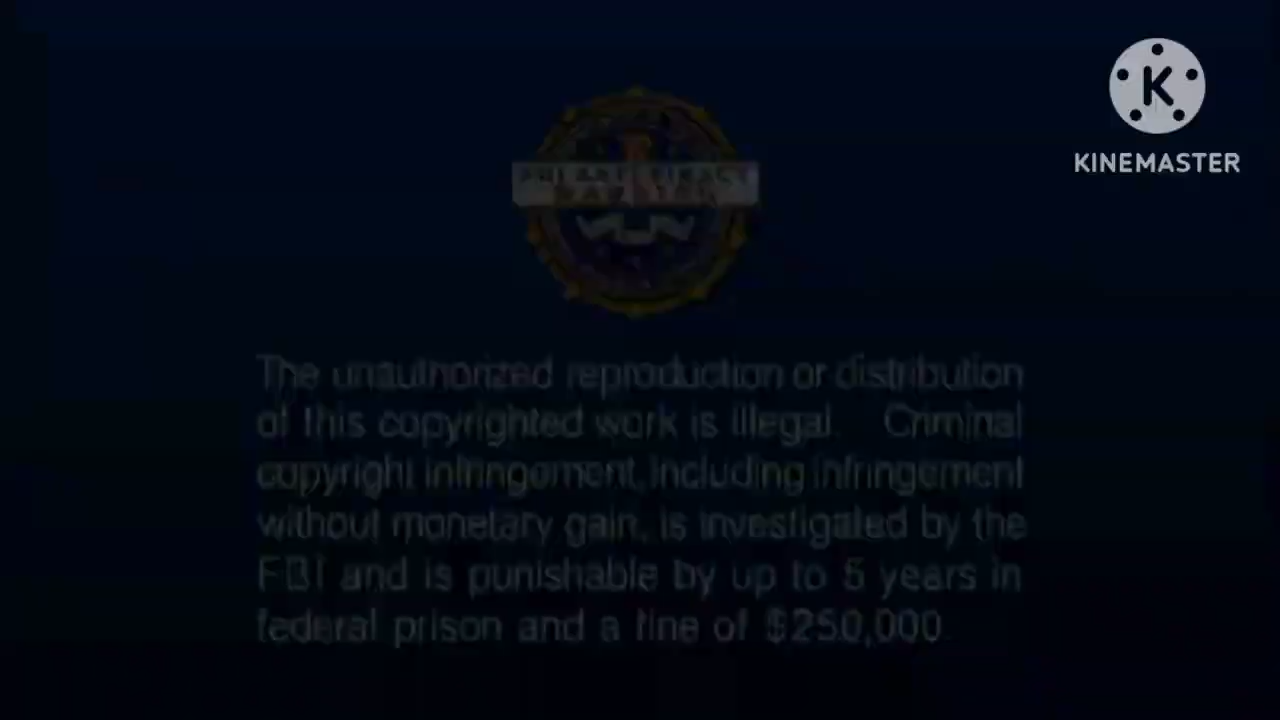 KINEMASTER
FBI ANTI-PIRACY
WARNING
The unauthorized reproduction or distribution
of this copyrighted work is illegal. Criminal
copyright infringement, including infringement
without monetary gain, is investigated by the
FBI and is punishable by up to 5 years in
federal prison and a fine of $250,000